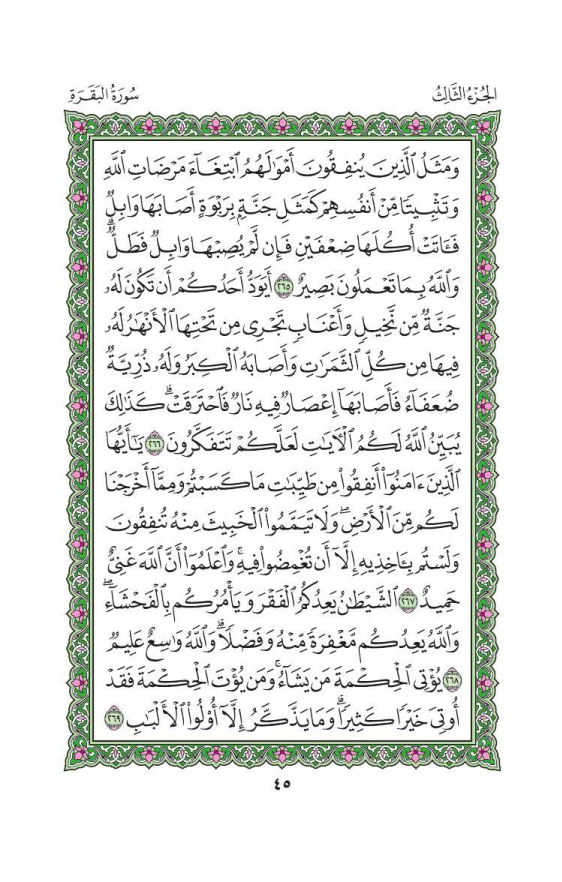 الجُزْءُ الثَّالِثُ سُورَةُ البَقَرَةِ
وَمَثَلُ ٱلَّذِينَ يُنفِقُونَ أَمْوَٰلَهُمُ ٱبْتِغَآءَ مَرْضَاتِ ٱللَّهِ
وَتَثْبِيتًا مِّنْ أَنفُسِهِمْ كَمَثَلِ جَنَّةٍۭ بِرَبْوَةٍ أَصَابَهَا وَابِلٌ
فَـَٔاتَتْ أُكُلَهَا ضِعْفَيْنِ فَإِن لَّمْ يُصِبْهَا وَابِلٌ فَطَلٌّۗ
وَٱللَّهُ بِمَا تَعْمَلُونَ بَصِيرٌ ٢٦٥ أَيَوَدُّ أَحَدُكُمْ أَن تَكُونَ لَهُۥ
جَنَّةٌ مِّن نَّخِيلٍ وَأَعْنَابٍ تَجْرِى مِن تَحْتِهَا ٱلْأَنْهَٰرُ لَهُۥ
فِيهَا مِن كُلِّ ٱلثَّمَرَٰتِ وَأَصَابَهُ ٱلْكِبَرُ وَلَهُۥ ذُرِّيَّةٌ
ضُعَفَآءُ فَأَصَابَهَآ إِعْصَارٌ فِيهِ نَارٌ فَٱحْتَرَقَتْۗ كَذَٰلِكَ
يُبَيِّنُ ٱللَّهُ لَكُمُ ٱلْءَايَٰتِ لَعَلَّكُمْ تَتَفَكَّرُونَ ٢٦٦ يَٰٓأَيُّهَا
ٱلَّذِينَ ءَامَنُوٓا۟ أَنفِقُوا۟ مِن طَيِّبَٰتِ مَا كَسَبْتُمْ وَمِمَّآ أَخْرَجْنَا
لَكُم مِّنَ ٱلْأَرْضِۖ وَلَا تَيَمَّمُوا۟ ٱلْخَبِيثَ مِنْهُ تُنفِقُونَ
وَلَسْتُم بِـَٔاخِذِيهِ إِلَّآ أَن تُغْمِضُوا۟ فِيهِۚ وَٱعْلَمُوٓا۟ أَنَّ ٱللَّهَ غَنِىٌّ
حَمِيدٌ ٢٦٧ ٱلشَّيْطَٰنُ يَعِدُكُمُ ٱلْفَقْرَ وَيَأْمُرُكُم بِٱلْفَحْشَآءِۖ
وَٱللَّهُ يَعِدُكُم مَّغْفِرَةً مِّنْهُ وَفَضْلًاۗ وَٱللَّهُ وَٰسِعٌ عَلِيمٌ
٢٦٨ يُؤْتِى ٱلْحِكْمَةَ مَن يَشَآءُۚ وَمَن يُؤْتَ ٱلْحِكْمَةَ فَقَدْ
أُوتِىَ خَيْرًا كَثِيرًاۗ وَمَا يَذَّكَّرُ إِلَّآ أُو۟لُوا۟ ٱلْأَلْبَٰبِ ٢٦٩
٤٥